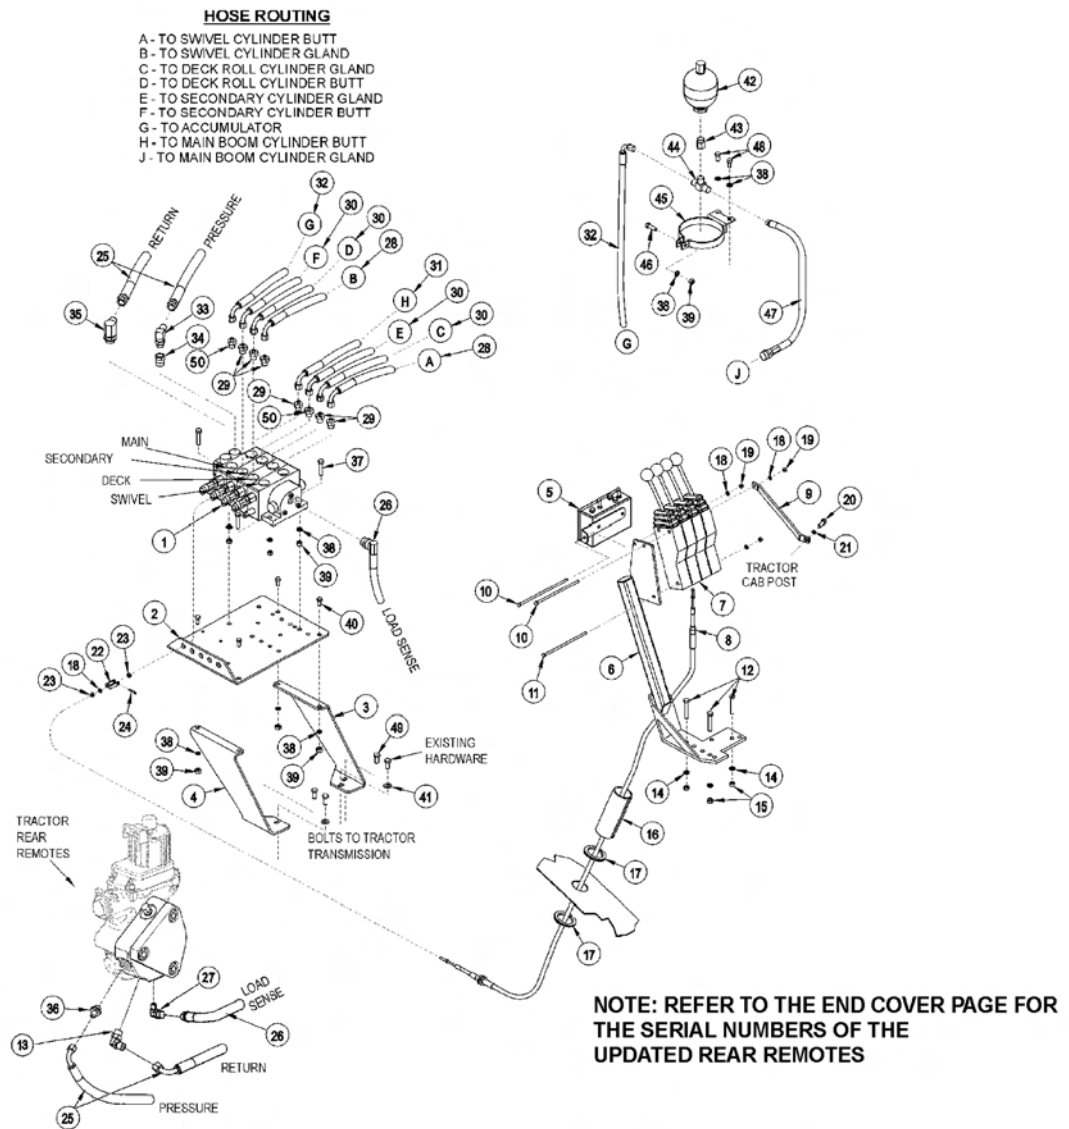 HOSE ROUTING
A - TO SWIVEL CYLINDER BUTT
B - TO SWIVEL CYLINDER GLAND
C - TO DECK ROLL CYLINDER GLAND
D - TO DECK ROLL CYLINDER BUTT
E - TO SECONDARY CYLINDER GLAND
F - TO SECONDARY CYLINDER BUTT
G - TO ACCUMULATOR
H - TO MAIN BOOM CYLINDER BUTT
J - TO MAIN BOOM CYLINDER GLAND
42
43
44
48
38
45
32
46
38
39
47
G
J
RETURN
PRESSURE
25
35
33
34
50
32
30
30
28
G
F
D
B
31
30
30
28
H
E
C
A
29
29
50
29
MAIN
SECONDARY
DECK
SWIVEL
37
1
26
38
39
LOAD SENSE
2
23
22
18
23
24
40
3
38
39
38
39
4
49
EXISTING
HARDWARE
41
BOLTS TO TRACTOR
TRANSMISSION
5
18
19
18
19
9
20
21
TRACTOR
CAB POST
10
10
11
7
8
6
12
14
14
15
16
17
17
TRACTOR
REAR
REMOTES
27
LOAD
SENSE
36
26
13
RETURN
25
PRESSURE
NOTE: REFER TO THE END COVER PAGE FOR
THE SERIAL NUMBERS OF THE
UPDATED REAR REMOTES